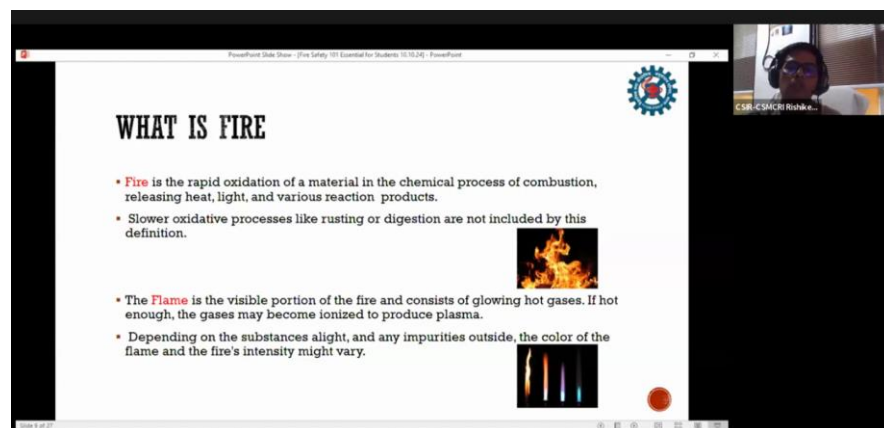 PowerPoint Slide Show - [Fire Safety 101 Essential for Students 10.10.24] - PowerPoint
CSIR-CSMCRI Rishike...
WHAT IS FIRE
• Fire is the rapid oxidation of a material in the chemical process of combustion,
releasing heat, light, and various reaction products.
• Slower oxidative processes like rusting or digestion are not included by this
definition.
• The Flame is the visible portion of the fire and consists of glowing hot gases. If hot
enough, the gases may become ionized to produce plasma.
• Depending on the substances alight, and any impurities outside, the color of the
flame and the fire's intensity might vary.
Slide 6 of 27